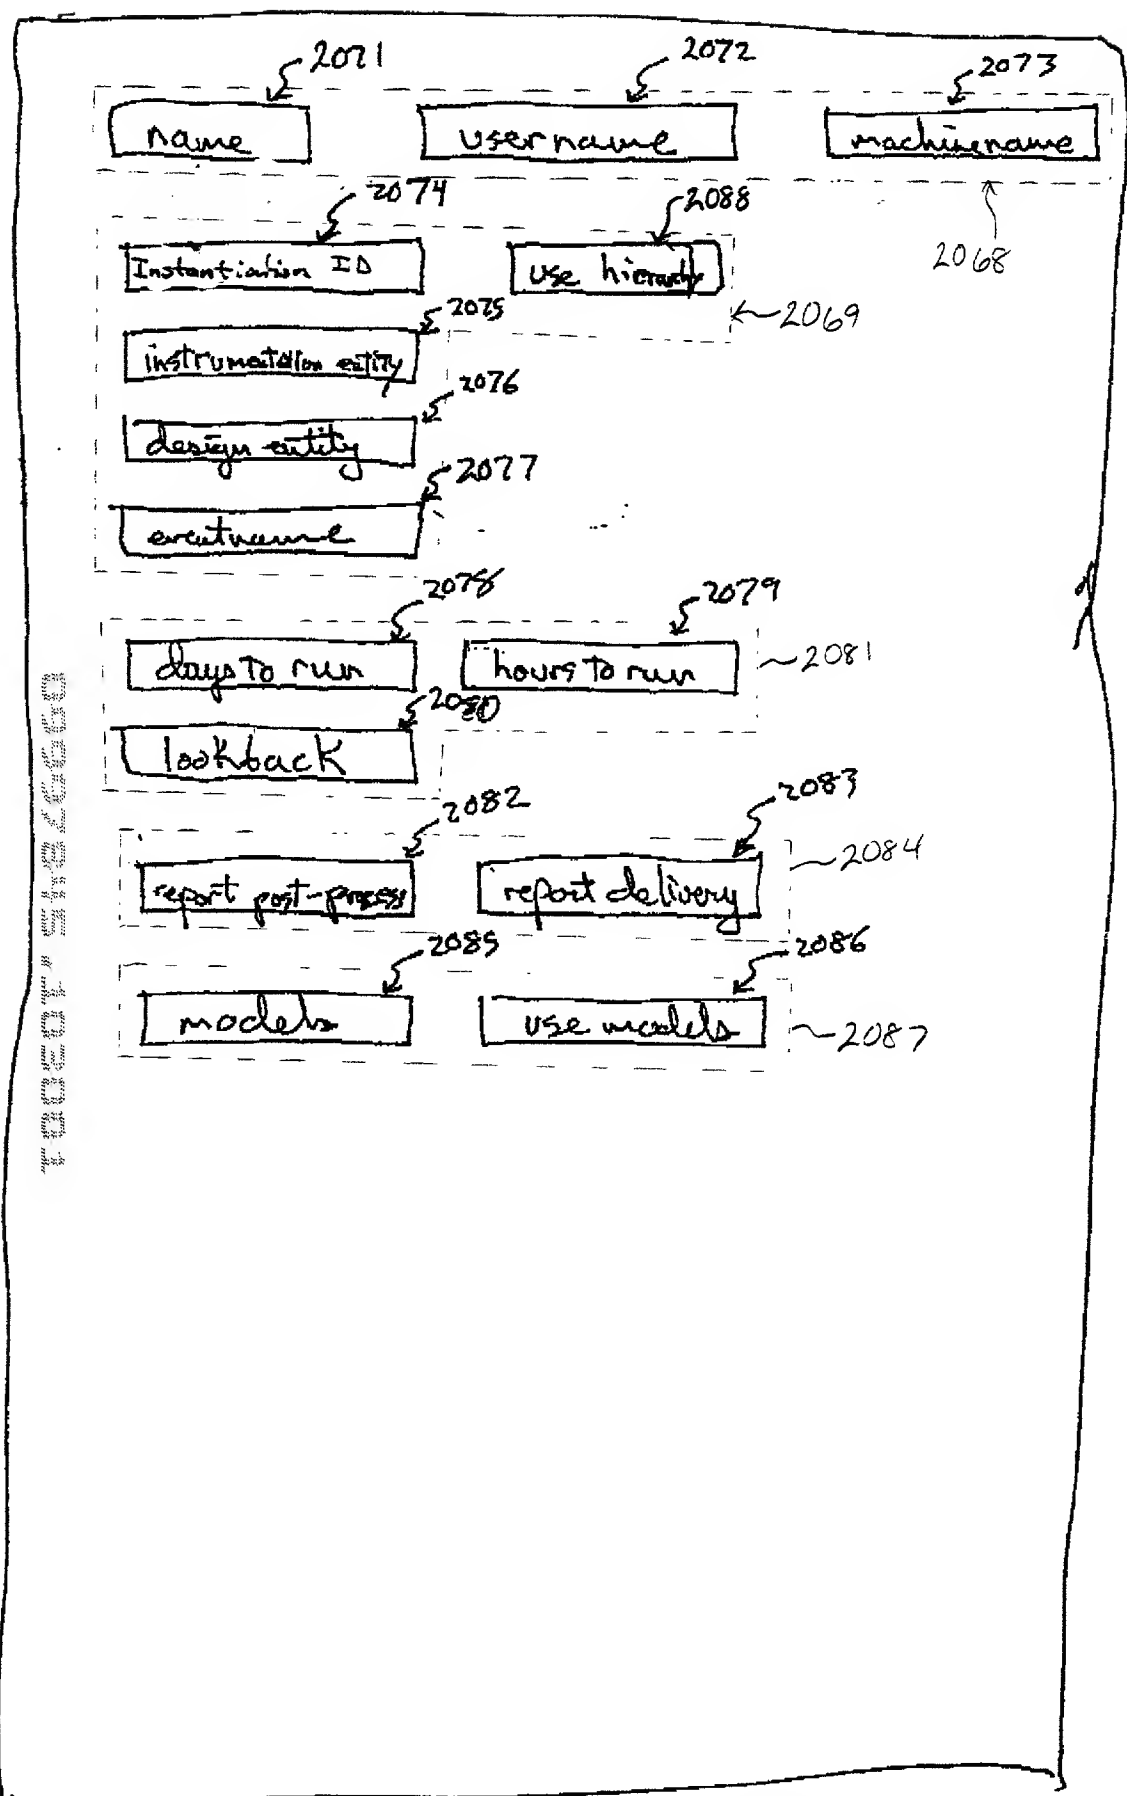 2071 2072 2073
name username machinename
2074 2088 2068
Instantiation ID use hierarchy
2075 2069
instrumentation entity
2076
design entity
2077
eventname
2078 2079
days to run hours to run 2081
2080
lookback
2082 2083
report post-process report delivery 2084
2085 2086
models use models 2087
09997845.103001